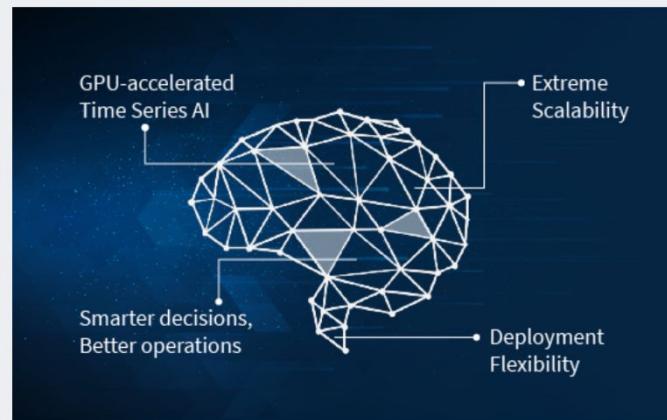 GPU-accelerated
Time Series AI
Extreme
Scalability
Smarter decisions,
Better operations
Deployment
Flexibility